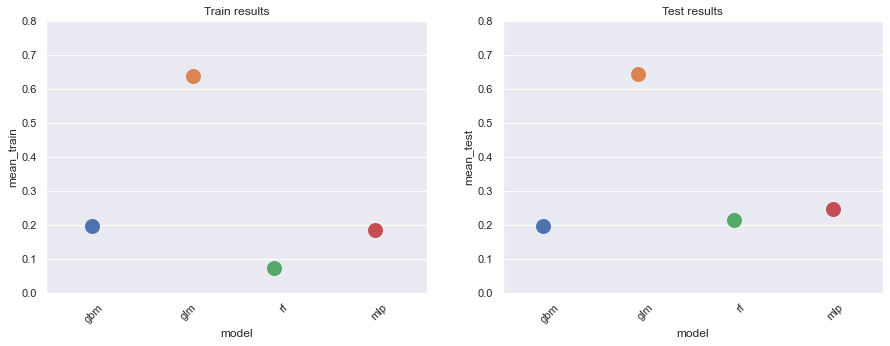 Train results
mean_train
0.8
0.7
0.6
0.5
0.4
0.3
0.2
0.1
0.0
gbm
glm
rf
mlp
model
Test results
mean_test
0.8
0.7
0.6
0.5
0.4
0.3
0.2
0.1
0.0
gbm
glm
rf
mlp
model